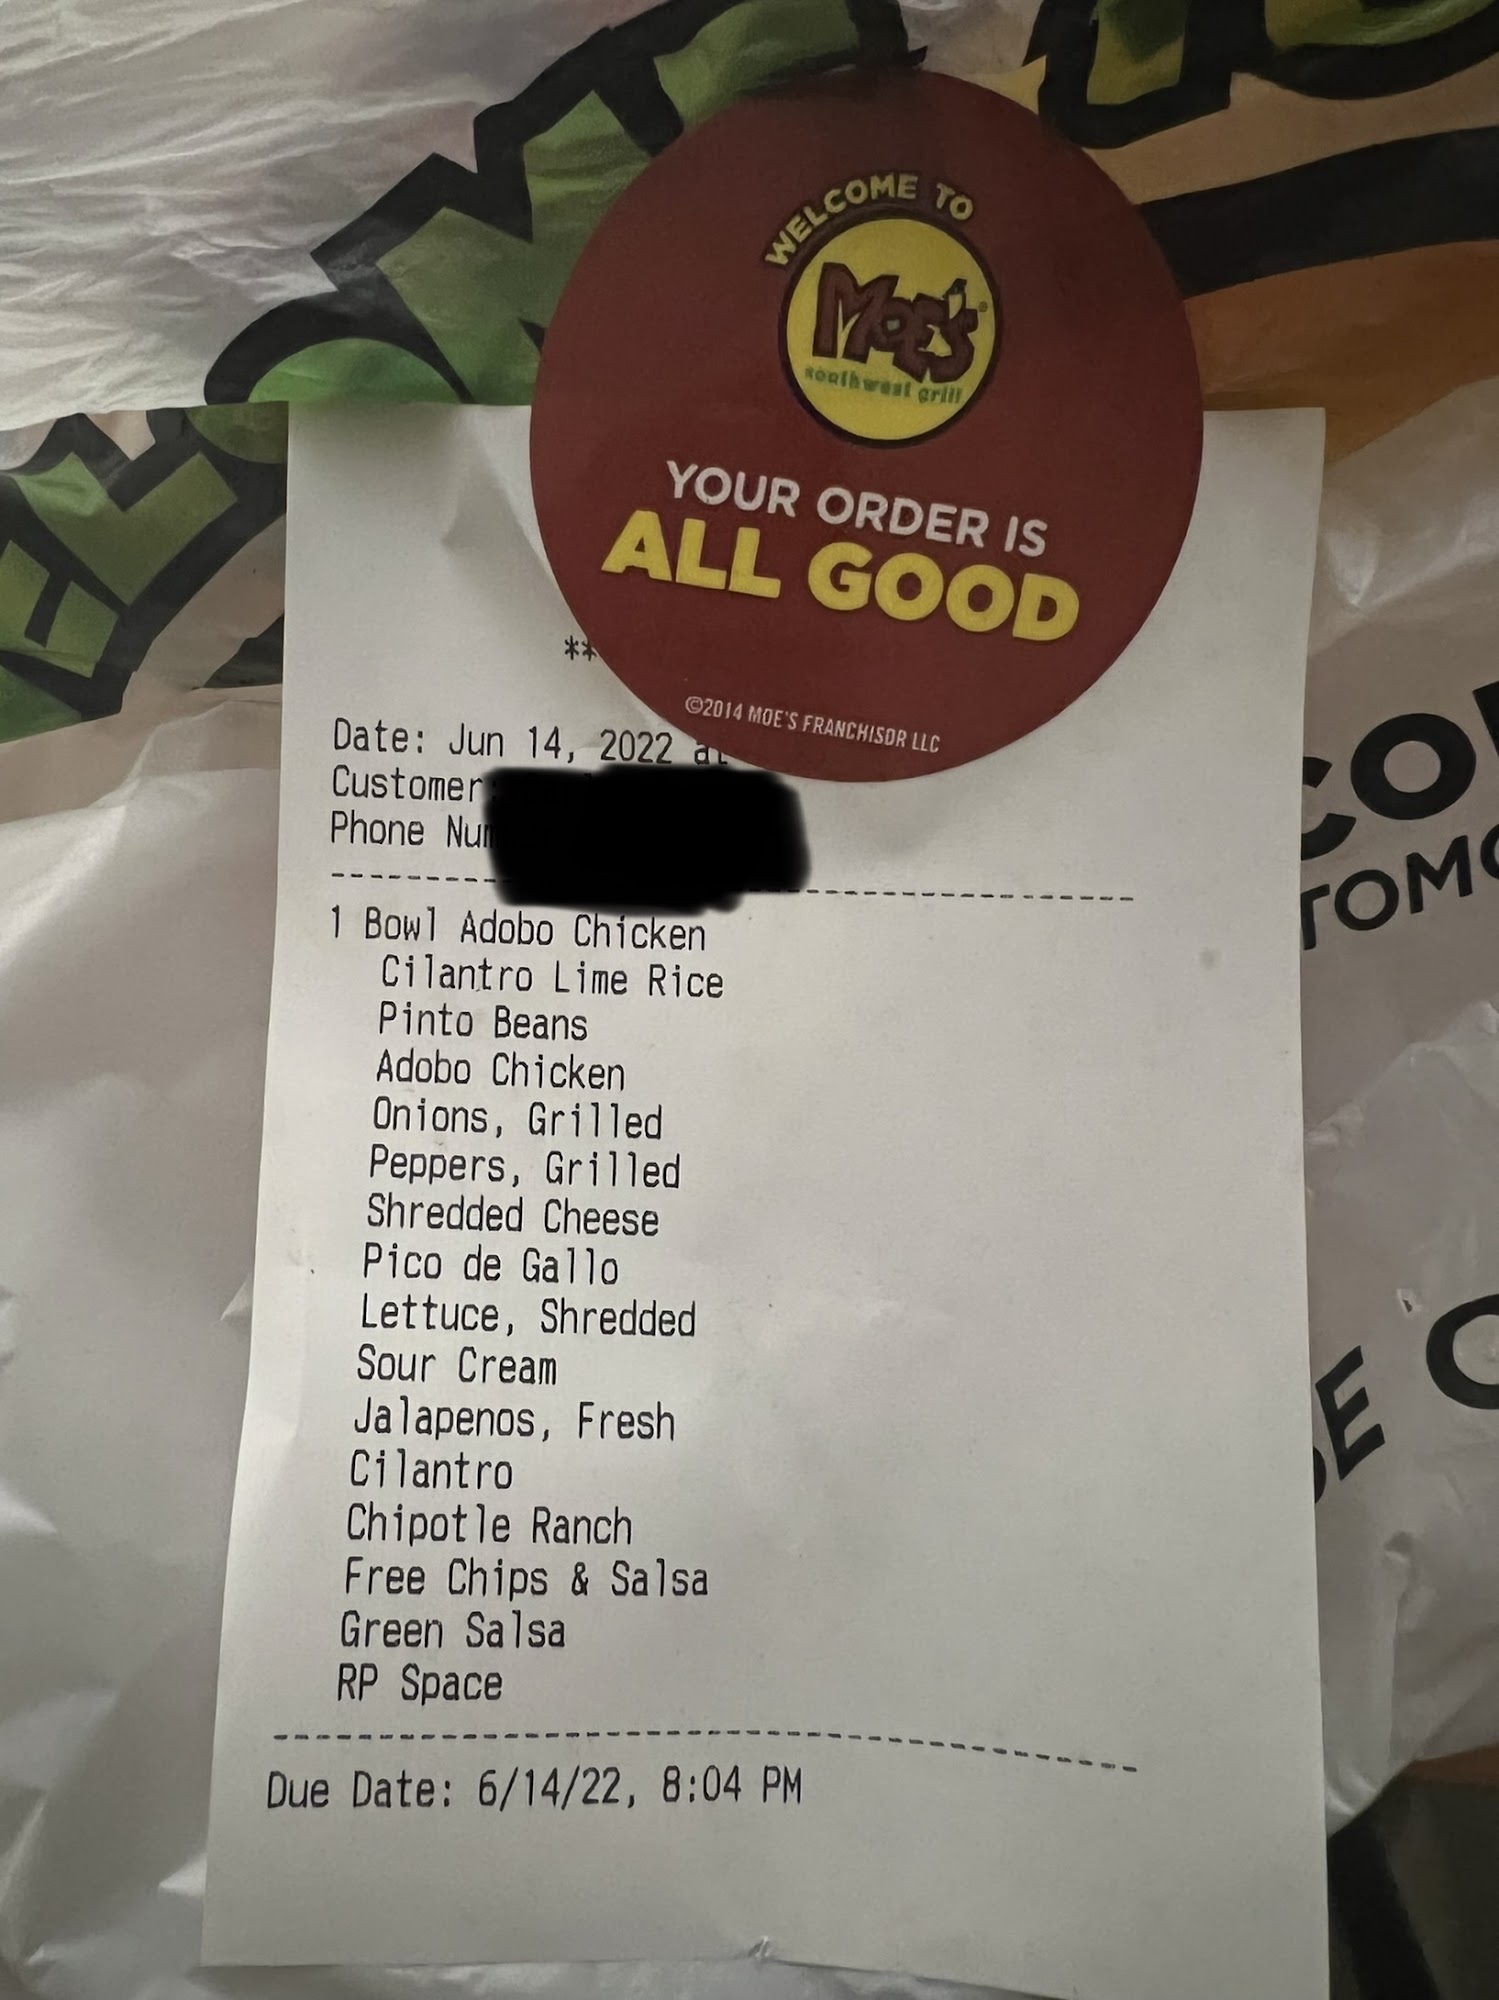 WELCOME TO
MOE'S
southwest grill
YOUR ORDER IS
ALL GOOD
©2014 MOE'S FRANCHISOR LLC
**
Date: Jun 14, 2022 at
Customer:
Phone Num
1 Bowl Adobo Chicken
Cilantro Lime Rice
Pinto Beans
Adobo Chicken
Onions, Grilled
Peppers, Grilled
Shredded Cheese
Pico de Gallo
Lettuce, Shredded
Sour Cream
Jalapenos, Fresh
Cilantro
Chipotle Ranch
Free Chips & Salsa
Green Salsa
RP Space
Due Date: 6/14/22, 8:04 PM